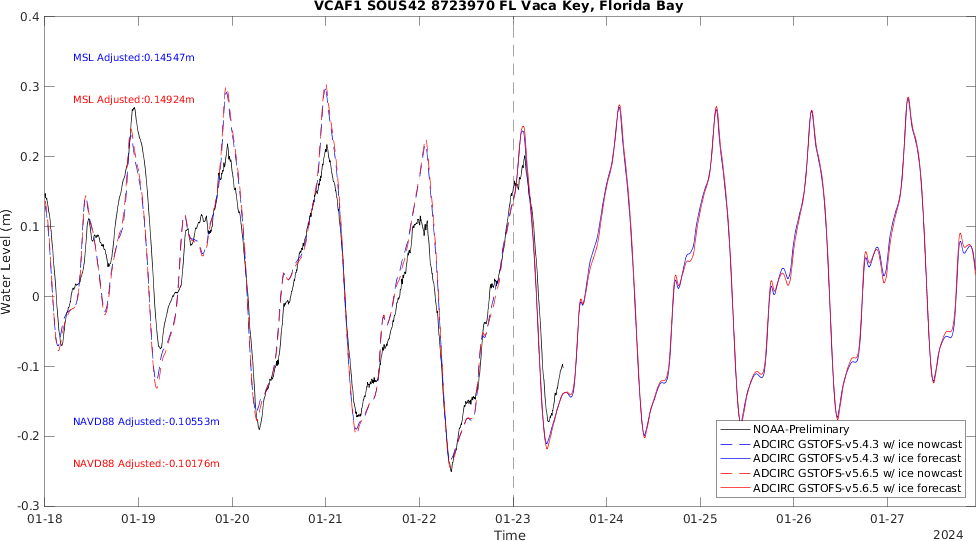 VCAF1 SOUS42 8723970 FL Vaca Key, Florida Bay
0.4
MSL Adjusted:0.14547m
0.3
MSL Adjusted:0.14924m
0.2
0.1
Water Level (m)
0
-0.1
NAVD88 Adjusted:-0.10553m
-0.2
NAVD88 Adjusted:-0.10176m
-0.3
NOAA-Preliminary
ADCIRC GSTOFS-v5.4.3 w/ ice nowcast
ADCIRC GSTOFS-v5.4.3 w/ ice forecast
ADCIRC GSTOFS-v5.6.5 w/ ice nowcast
ADCIRC GSTOFS-v5.6.5 w/ ice forecast
01-18 01-19 01-20 01-21 01-22 01-23 01-24 01-25 01-26 01-27
Time
2024